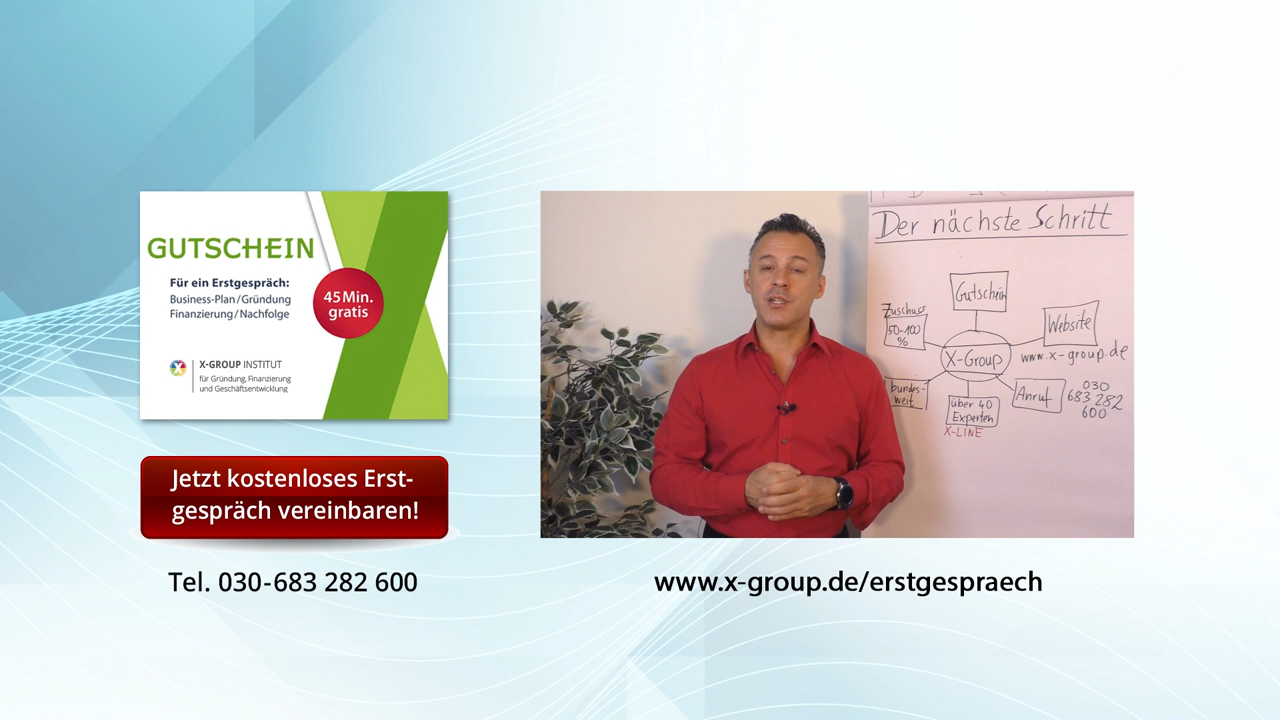 GUTSCHEIN
Für ein Erstgespräch:
Business-Plan/Gründung
Finanzierung/Nachfolge
45 Min.
gratis
X-GROUP INSTITUT
für Gründung, Finanzierung
und Geschäftsentwicklung
Jetzt kostenloses Erst-
gespräch vereinbaren!
Tel. 030-683 282 600
Der nächste Schritt
Gutschein
Zuschuss
50-100
%
Website
www.x-group.de
X-Group
bundes-
weit
über 40
Experten
X-LINE
Anruf
030
683 282
600
www.x-group.de/erstgespraech